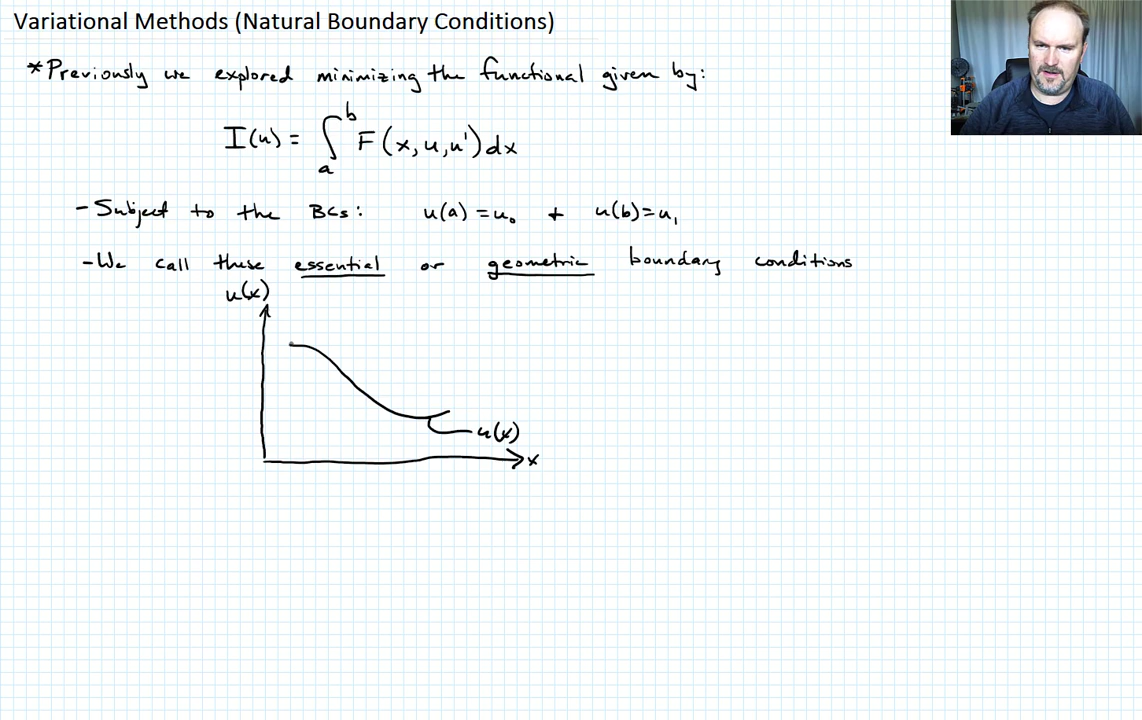 Variational Methods (Natural Boundary Conditions)
*Previously we explored minimizing the functional given by:
I(u) = ∫ₐᵇ F(x, u, u') dx
- Subject to the BCs: u(a) = u₀ + u(b) = u₁
- We call these essential or geometric boundary conditions
u(x)
u(x)
x